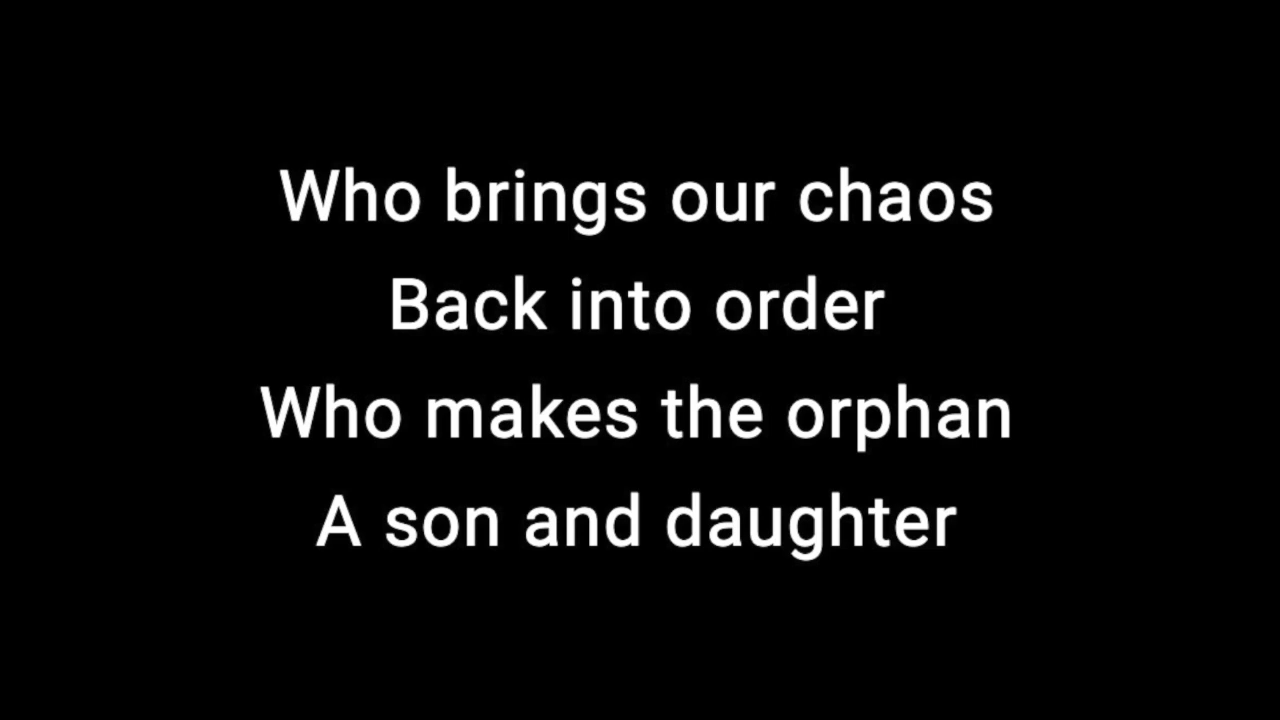 Who brings our chaos
Back into order
Who makes the orphan
A son and daughter